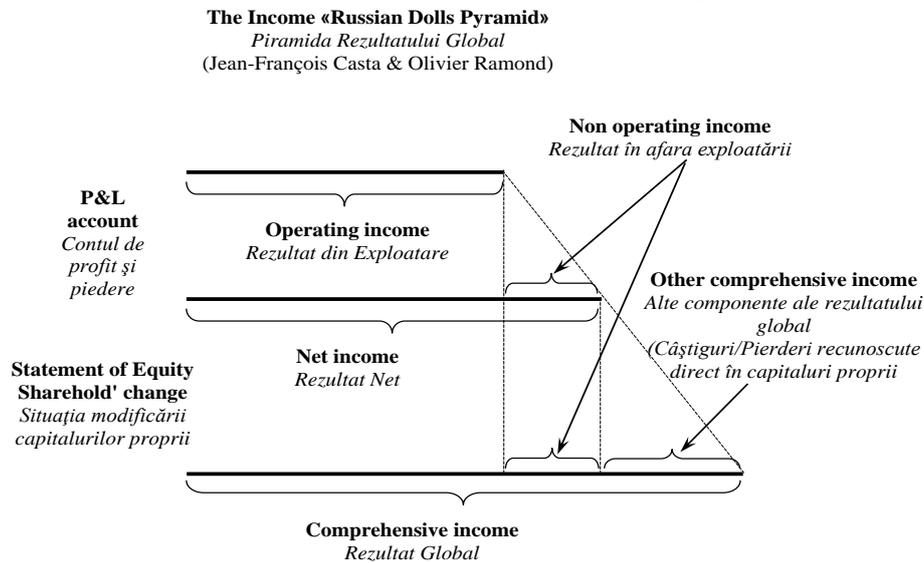 The Income «Russian Dolls Pyramid»
Piramida Rezultatului Global
(Jean-François Casta & Olivier Ramond)
Non operating income
Rezultat în afara exploatării
P&L
account
Contul de
profit şi
piedere
Operating income
Rezultat din Exploatare
Other comprehensive income
Alte componente ale rezultatului
global
(Câştiguri/Pierderi recunoscute
direct în capitaluri proprii
Net income
Rezultat Net
Statement of Equity
Sharehold' change
Situaţia modificării
capitalurilor proprii
Comprehensive income
Rezultat Global